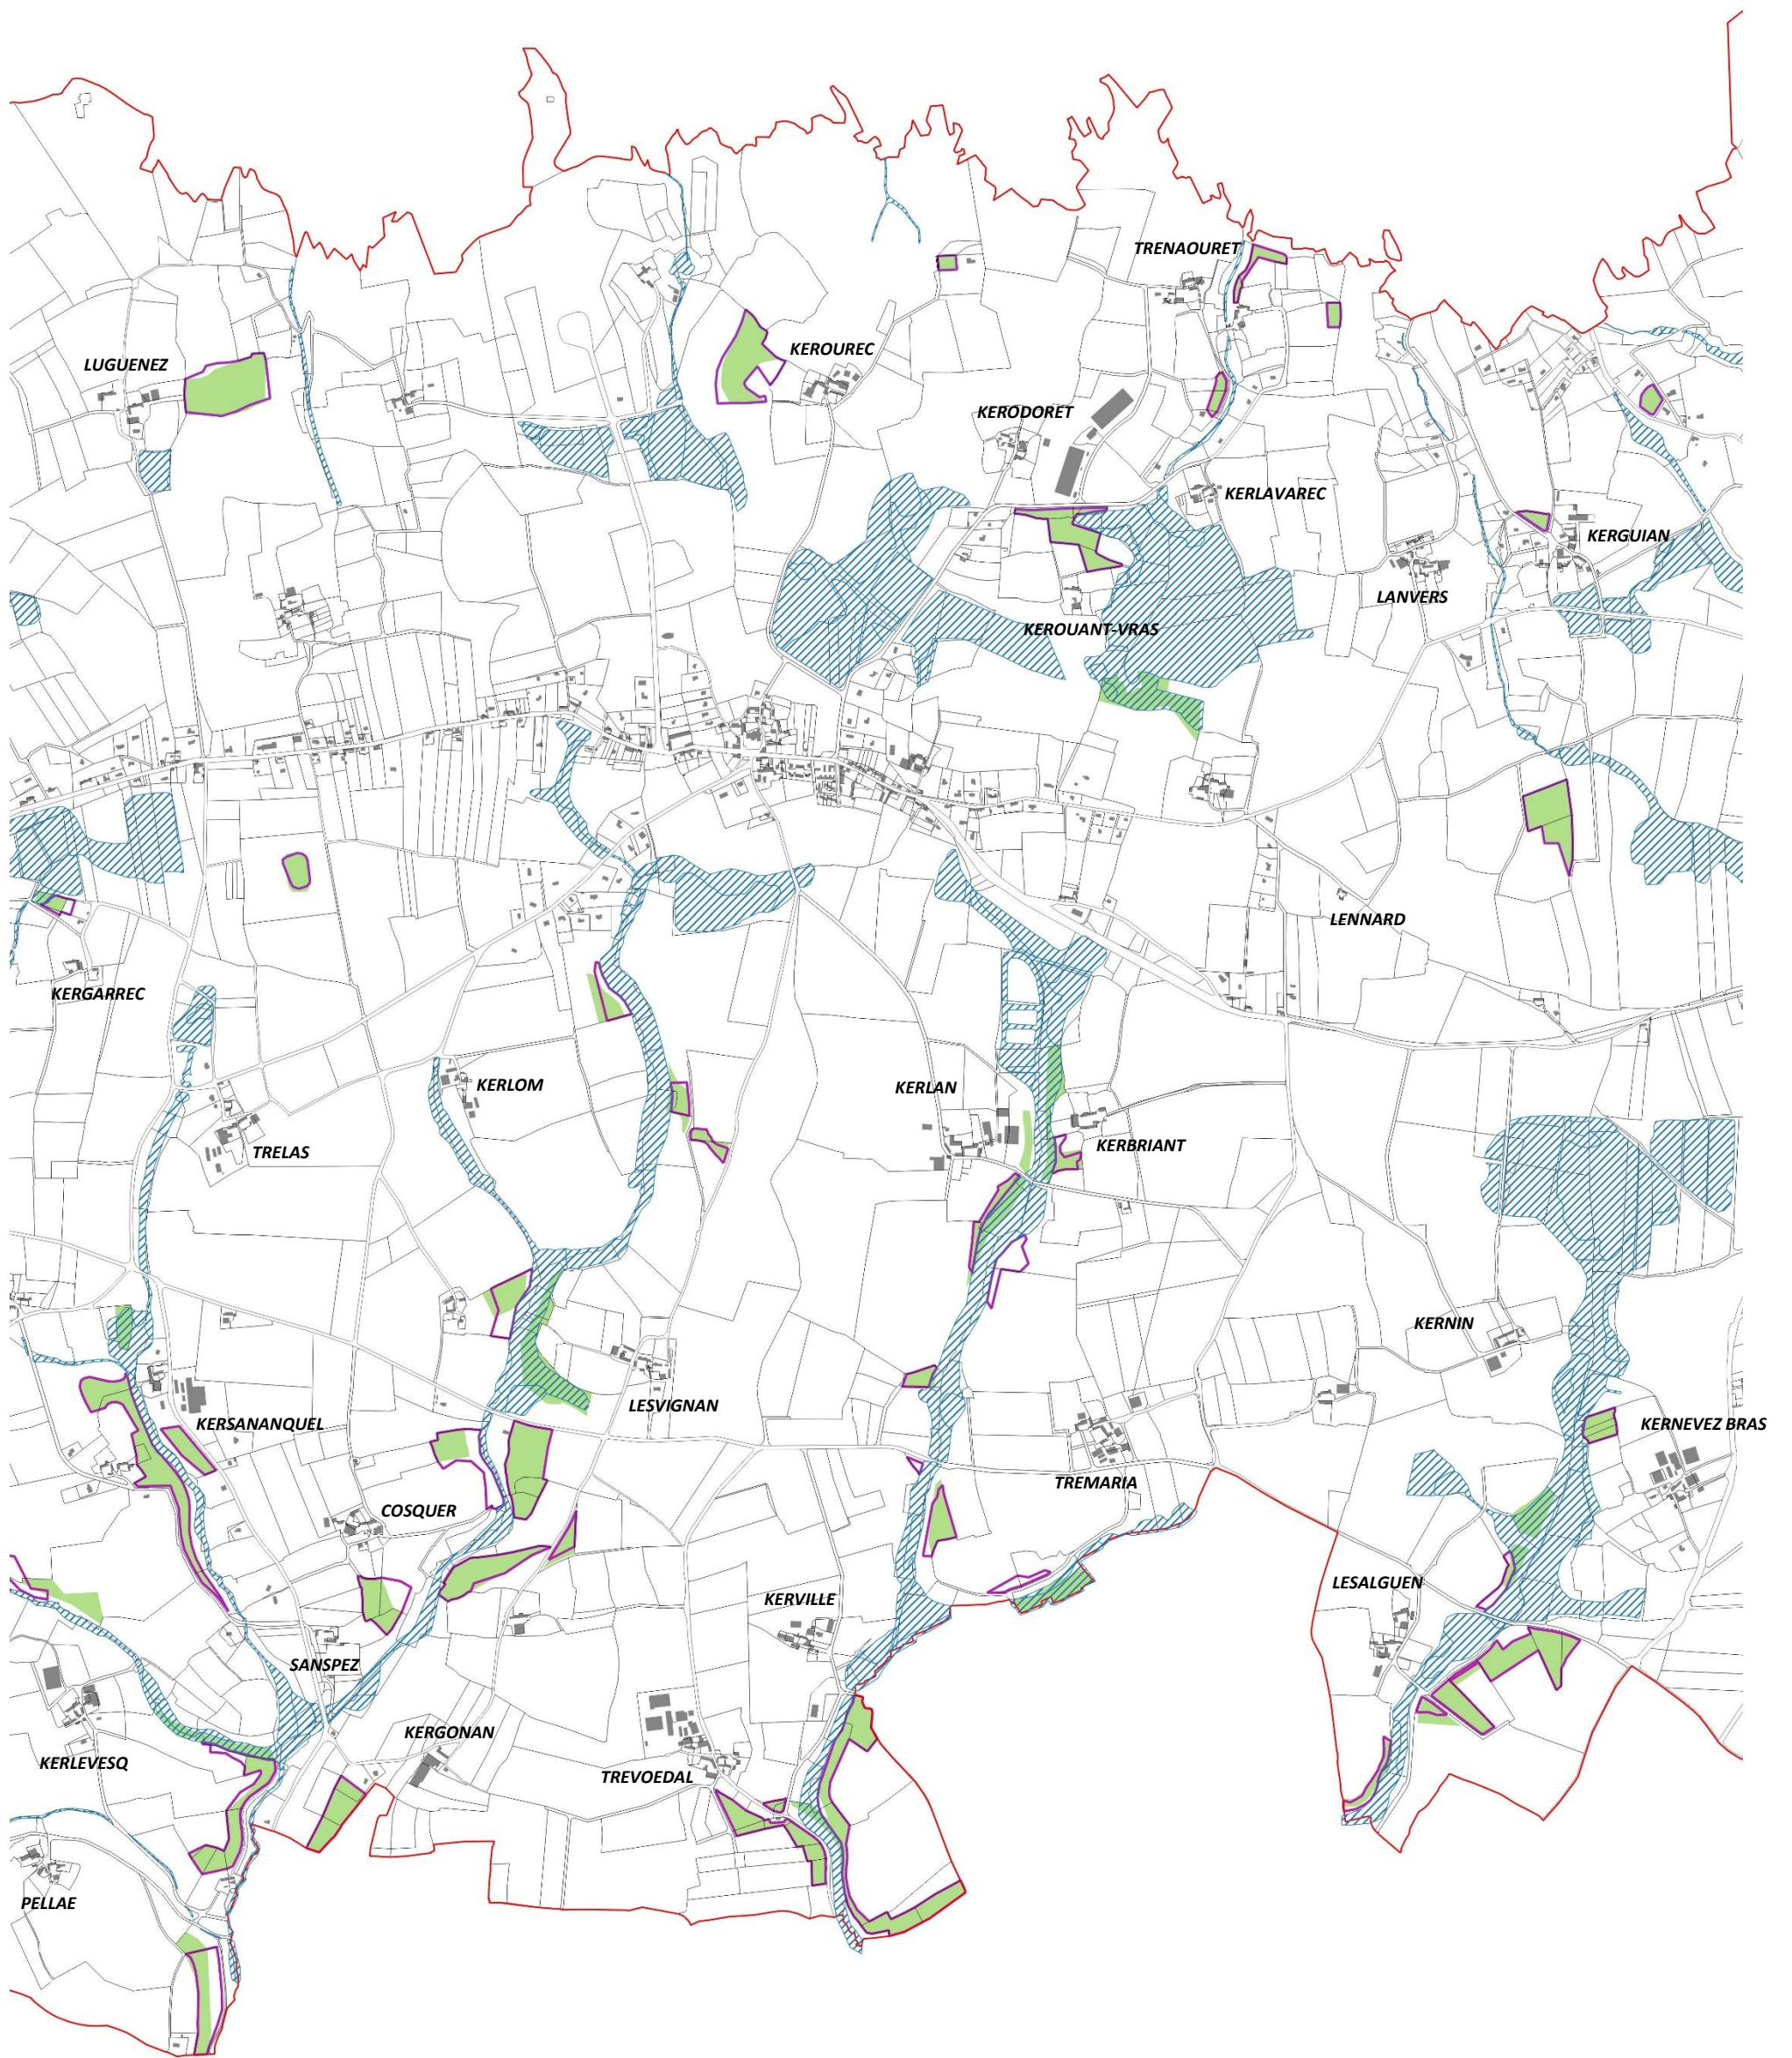 TRENAOURET
LUGUENEZ
KEROUREC
KERODORET
KERLAVAREC
KERGUIAN
LANVERS
KEROUANT-VRAS
LENNARD
KERGARREC
KERLOM
KERLAN
TRELAS
KERBRIANT
KERNIN
LESVIGNAN
KERSANANQUEL
KERNEVEZ BRAS
TREMARIA
COSQUER
LESALGUEN
KERVILLE
SANSPEZ
KERGONAN
KERLEVESQ
TREVOEDAL
PELLAE